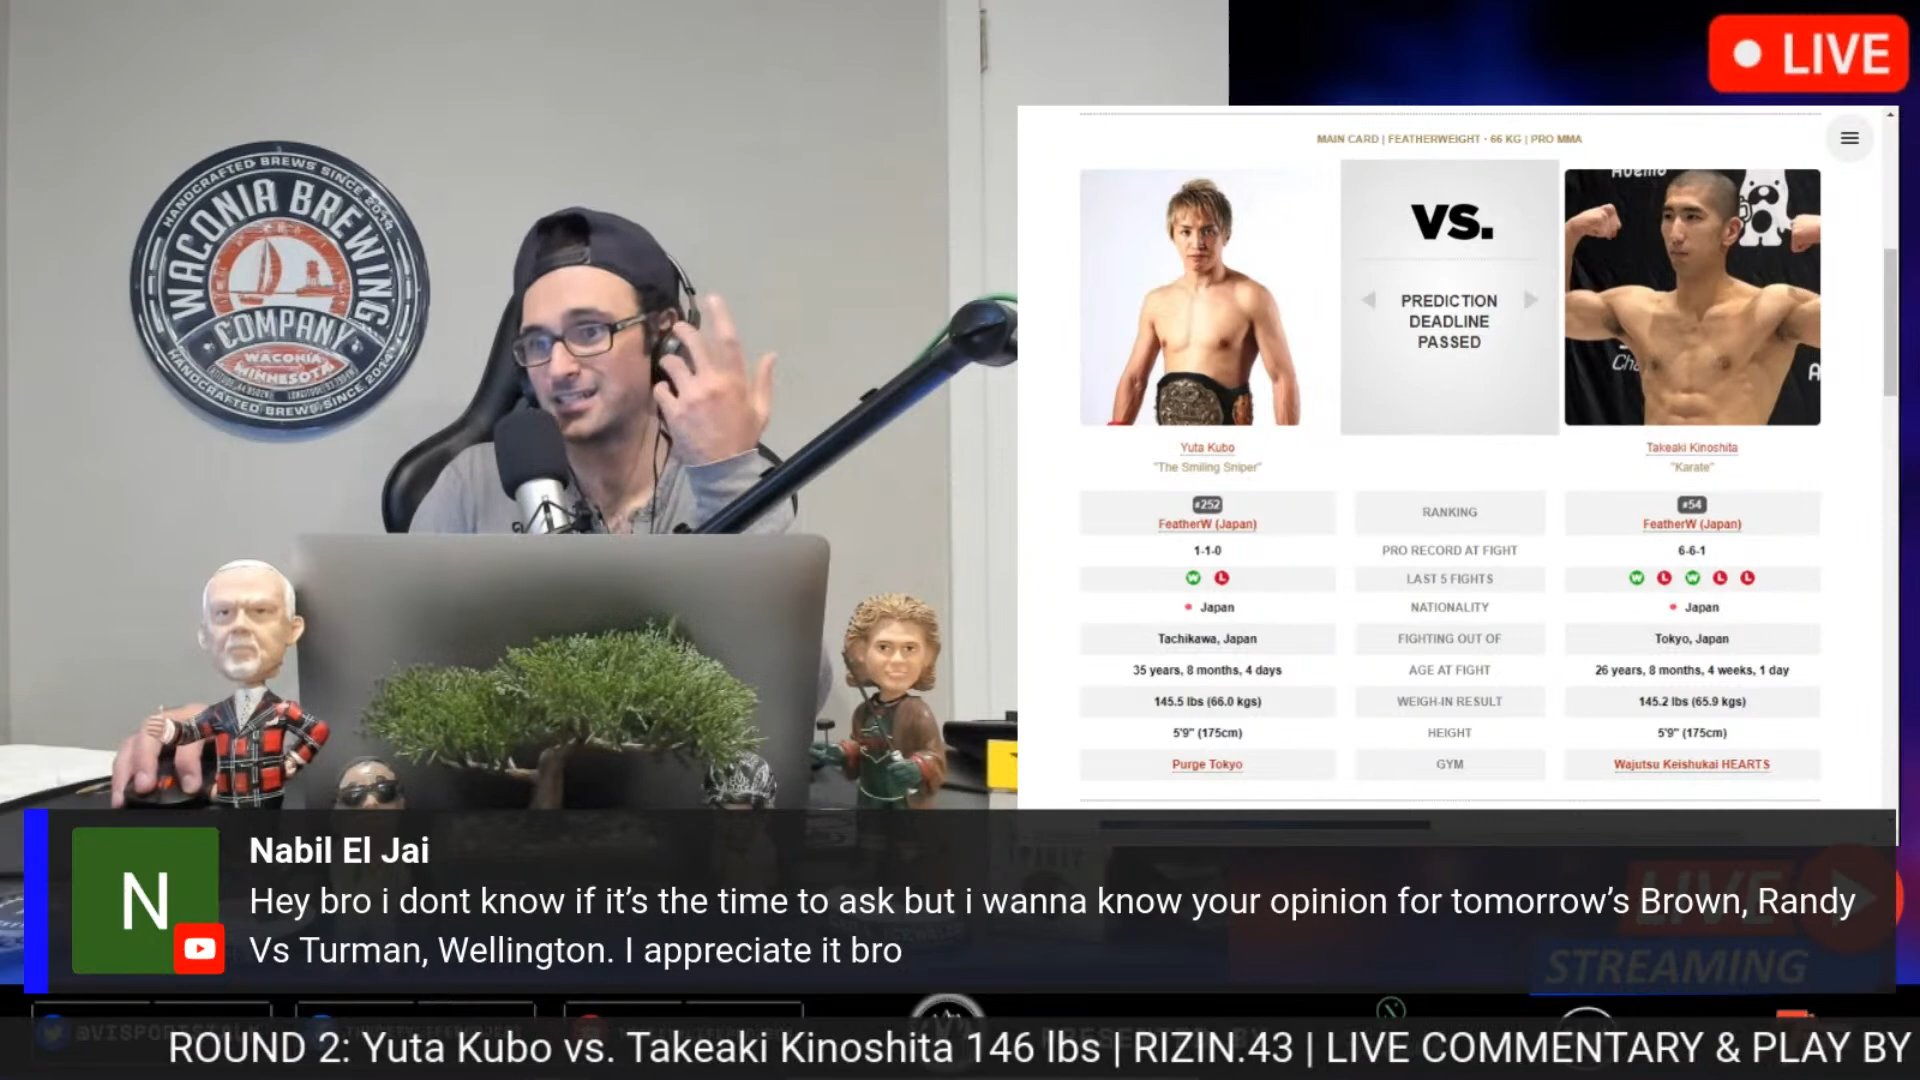 LIVE
HANDCRAFTED BREWS SINCE 2014
WACONIA BREWING
COMPANY
WACONIA
MINNESOTA
HANDCRAFTED BREWS SINCE 2014
MAIN CARD | FEATHERWEIGHT · 66 KG | PRO MMA
VS.
PREDICTION
DEADLINE
PASSED
Yuta Kubo
"The Smiling Sniper"
Takeaki Kinoshita
"Karate"
#252
FeatherW (Japan)
RANKING
#54
FeatherW (Japan)
1-1-0 PRO RECORD AT FIGHT 6-6-1
W L LAST 5 FIGHTS W L W L L
Japan NATIONALITY Japan
Tachikawa, Japan FIGHTING OUT OF Tokyo, Japan
35 years, 8 months, 4 days AGE AT FIGHT 26 years, 8 months, 4 weeks, 1 day
145.5 lbs (66.0 kgs) WEIGH-IN RESULT 145.2 lbs (65.9 kgs)
5'9" (175cm) HEIGHT 5'9" (175cm)
Purge Tokyo GYM Wajutsu Keishukai HEARTS
N
Nabil El Jai
Hey bro i dont know if it’s the time to ask but i wanna know your opinion for tomorrow’s Brown, Randy
Vs Turman, Wellington. I appreciate it bro
LIVE
STREAMING
ROUND 2: Yuta Kubo vs. Takeaki Kinoshita 146 lbs | RIZIN.43 | LIVE COMMENTARY & PLAY BY